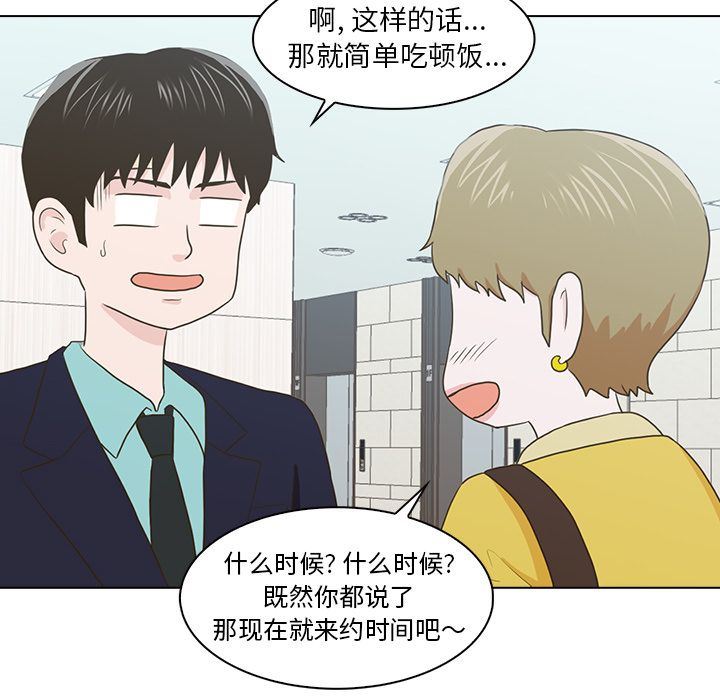 啊, 这样的话...
那就简单吃顿饭...
什么时候? 什么时候?
既然你都说了
那现在就来约时间吧～